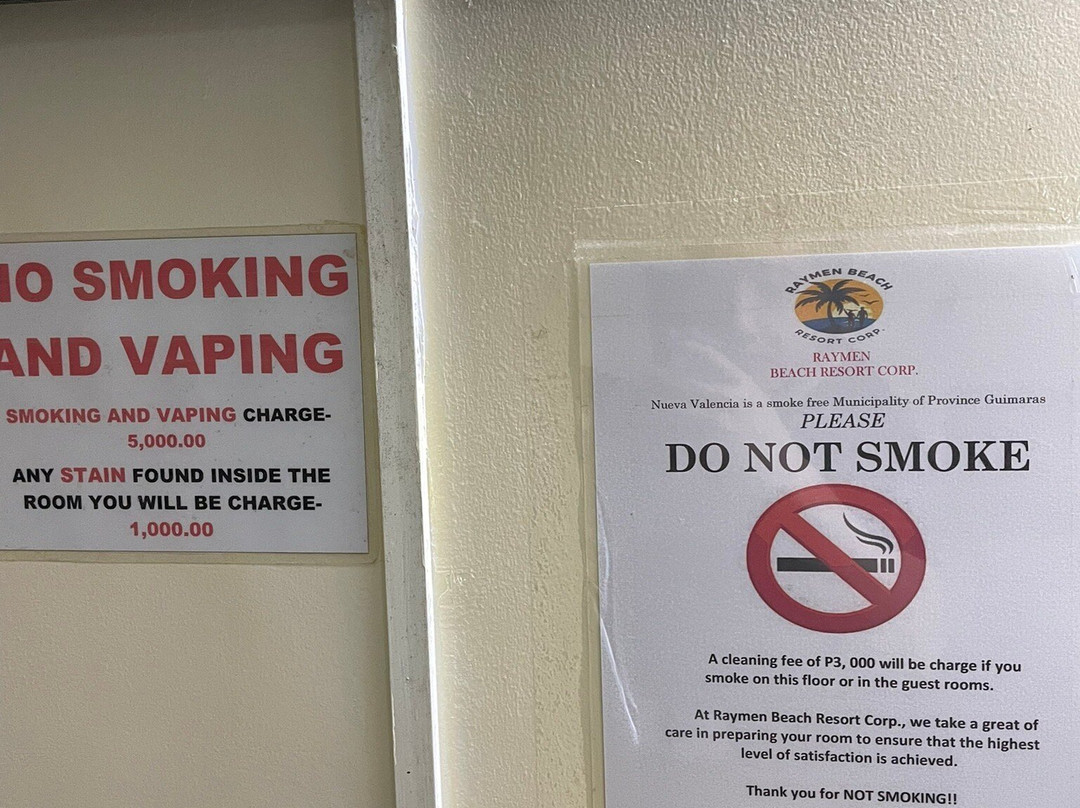 NO SMOKING
AND VAPING
SMOKING AND VAPING CHARGE-
5,000.00
ANY STAIN FOUND INSIDE THE
ROOM YOU WILL BE CHARGE-
1,000.00
RAYMEN BEACH
RESORT CORP.
RAYMEN
BEACH RESORT CORP.
Nueva Valencia is a smoke free Municipality of Province Guimaras
PLEASE
DO NOT SMOKE
A cleaning fee of P3, 000 will be charge if you
smoke on this floor or in the guest rooms.
At Raymen Beach Resort Corp., we take a great of
care in preparing your room to ensure that the highest
level of satisfaction is achieved.
Thank you for NOT SMOKING!!